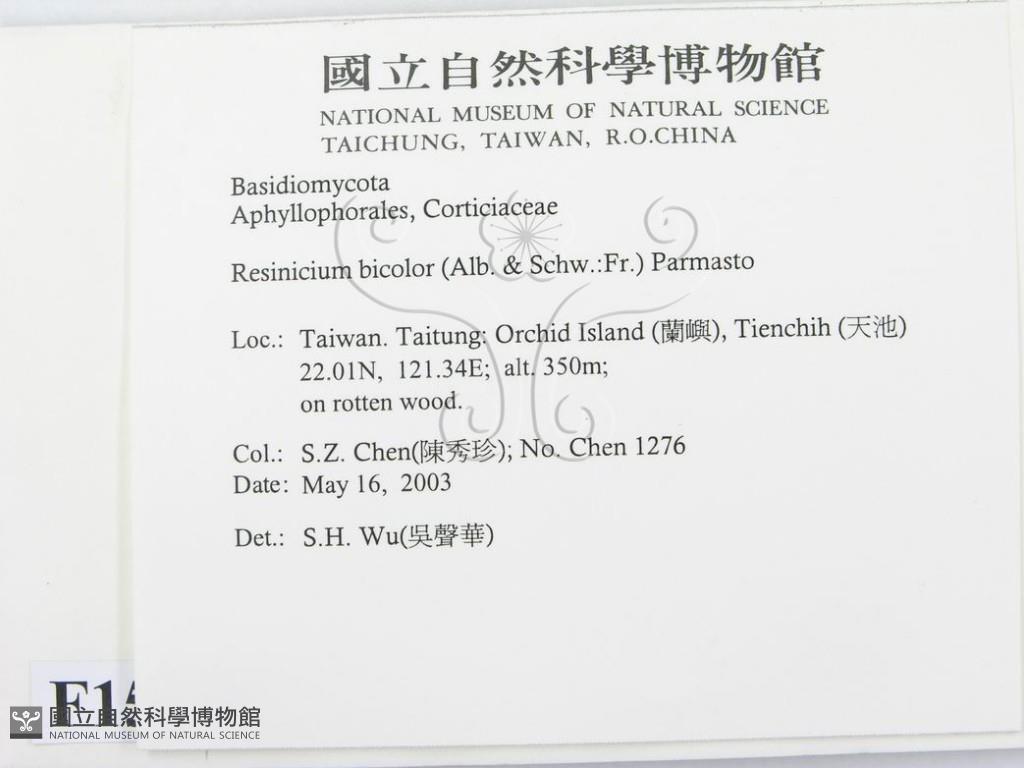 國立自然科學博物館
NATIONAL MUSEUM OF NATURAL SCIENCE
TAICHUNG, TAIWAN, R.O.CHINA
Basidiomycota
Aphyllophorales, Corticiaceae
Resinicium bicolor (Alb. & Schw.:Fr.) Parmasto
Loc.: Taiwan. Taitung: Orchid Island (蘭嶼), Tienchih (天池)
22.01N, 121.34E; alt. 350m;
on rotten wood.
Col.: S.Z. Chen(陳秀珍); No. Chen 1276
Date: May 16, 2003
Det.: S.H. Wu(吳聲華)
國立自然科學博物館
NATIONAL MUSEUM OF NATURAL SCIENCE